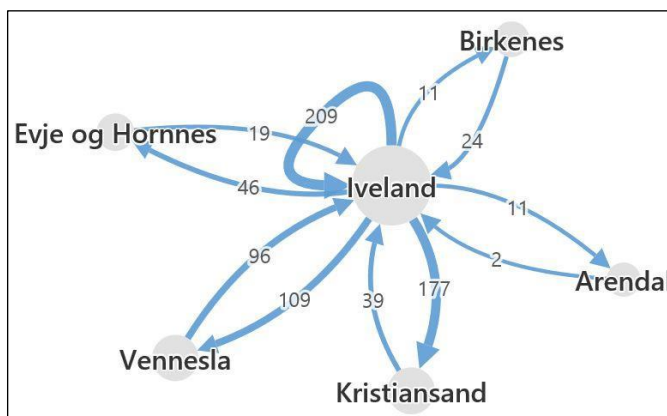 Birkenes
11
209
24
Evje og Hornnes
19
Iveland
46
11
96
2
Arendal
109
39
177
Vennesla
Kristiansand